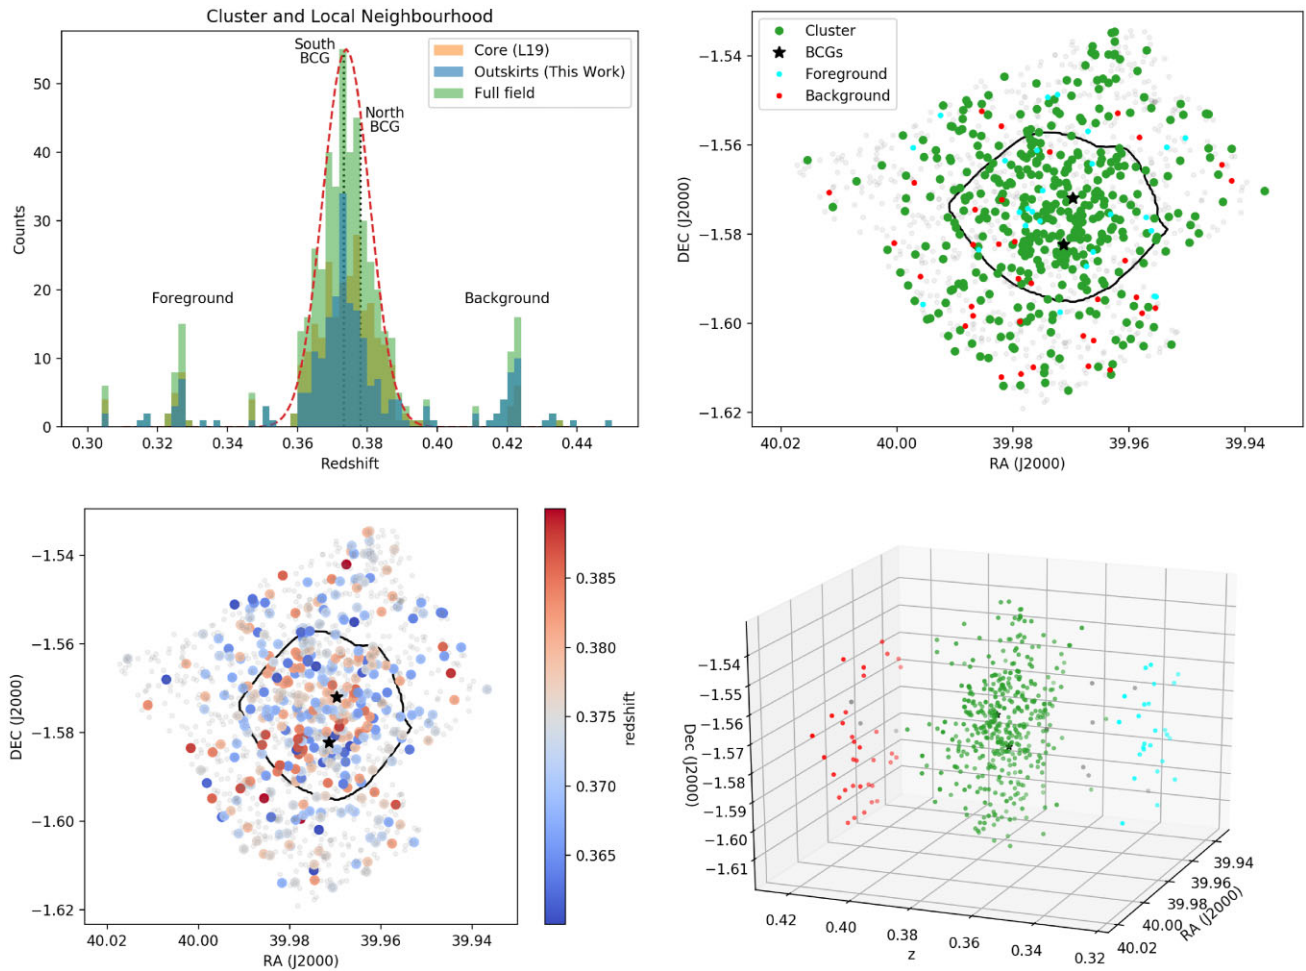 Cluster and Local Neighbourhood
Counts
50
40
30
20
10
0
South
BCG
North
BCG
Foreground
Background
Core (L19)
Outskirts (This Work)
Full field
0.30 0.32 0.34 0.36 0.38 0.40 0.42 0.44
Redshift
DEC (J2000)
−1.54
−1.56
−1.58
−1.60
−1.62
Cluster
BCGs
Foreground
Background
40.02 40.00 39.98 39.96 39.94
RA (J2000)
DEC (J2000)
−1.54
−1.56
−1.58
−1.60
−1.62
40.02 40.00 39.98 39.96 39.94
RA (J2000)
0.385
0.380
0.375
0.370
0.365
redshift
−1.54
−1.55
−1.56
−1.57
−1.58
−1.59
−1.60
−1.61
Dec (J2000)
0.42 0.40 0.38 0.36 0.34 0.32
z
39.94
39.96
39.98
40.00
40.02
RA (J2000)